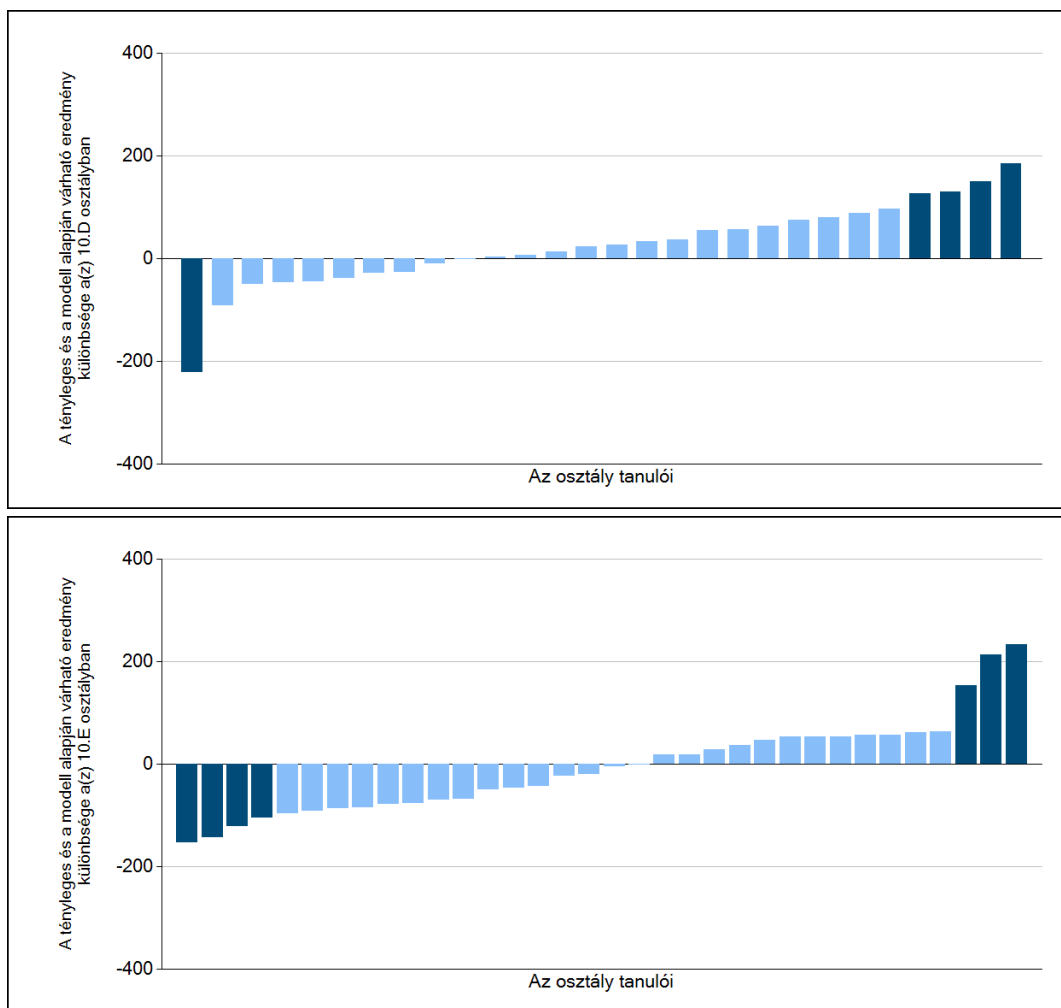 A tényleges és a modell alapján várható eredmény
különbsége a(z) 10.D osztályban
400
200
0
-200
-400
Az osztály tanulói
A tényleges és a modell alapján várható eredmény
különbsége a(z) 10.E osztályban
400
200
0
-200
-400
Az osztály tanulói